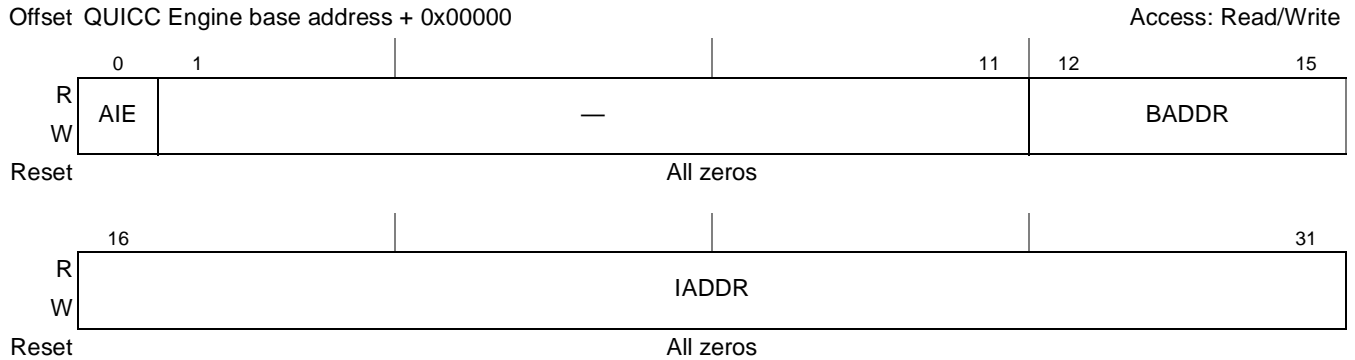 Offset QUICC Engine base address + 0x00000 Access: Read/Write
0 1 11 12 15
R
AIE — BADDR
W
Reset All zeros
16 31
R
IADDR
W
Reset All zeros